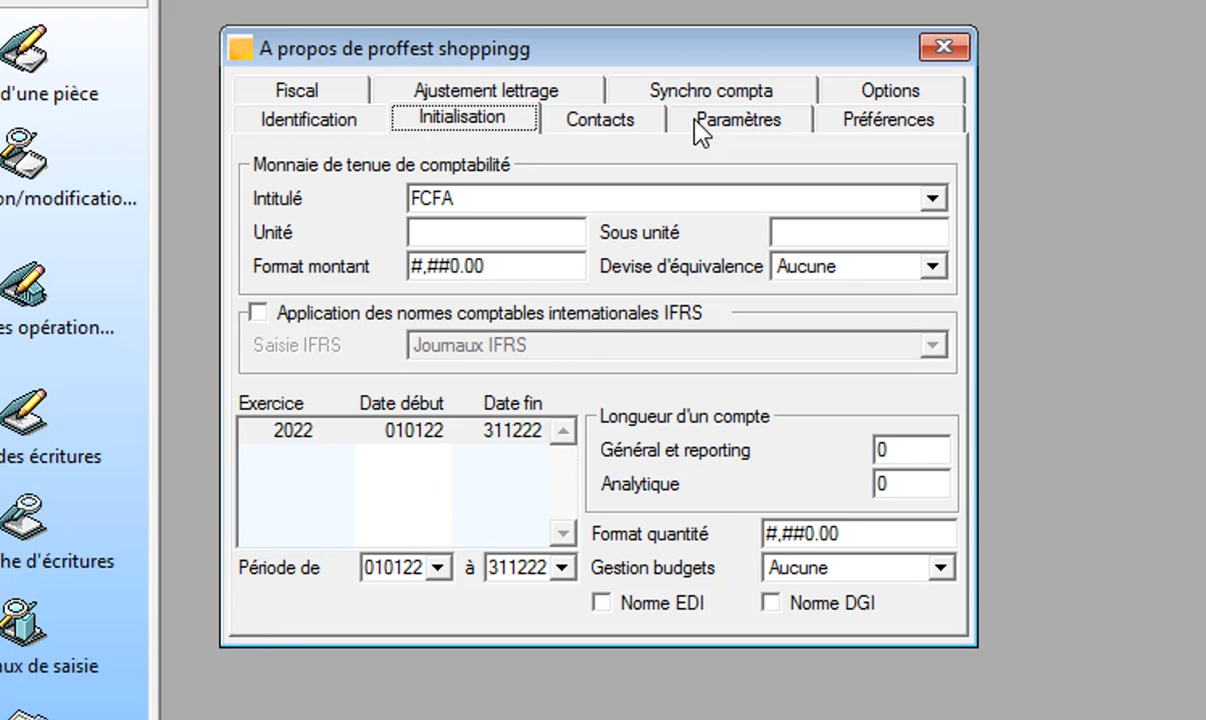 d'une pièce
on/modificatio...
es opération...
des écritures
he d'écritures
ux de saisie
A propos de proffest shoppingg
Fiscal Ajustement lettrage Synchro compta Options
Identification Initialisation Contacts Paramètres Préférences
Monnaie de tenue de comptabilité
Intitulé FCFA
Unité Sous unité
Format montant #,##0.00 Devise d'équivalence Aucune
Application des normes comptables internationales IFRS
Saisie IFRS Journaux IFRS
Exercice Date début Date fin
2022 010122 311222
Longueur d'un compte
Général et reporting 0
Analytique 0
Format quantité #,##0.00
Période de 010122 à 311222 Gestion budgets Aucune
Norme EDI Norme DGI